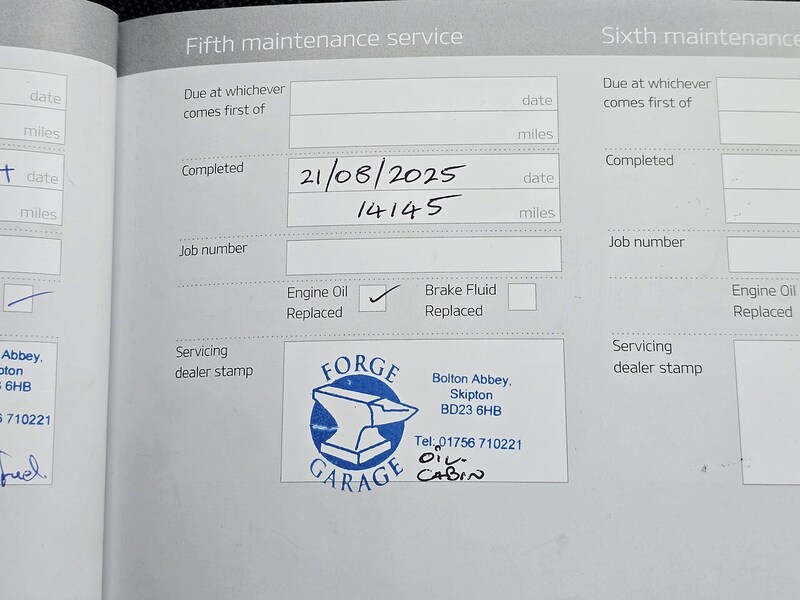 Fifth maintenance service
Due at whichever
comes first of
date
miles
Completed
21/08/2025 date
14145 miles
Job number
Engine Oil
Replaced
Brake Fluid
Replaced
Servicing
dealer stamp
FORGE
GARAGE
Bolton Abbey,
Skipton
BD23 6HB
Tel: 01756 710221
OIL.
CABIN
date
miles
date
miles
Abbey,
pton
6HB
6 710221
Sixth maintenance
Due at whichever
comes first of
Completed
Job number
Engine Oil
Replaced
Servicing
dealer stamp